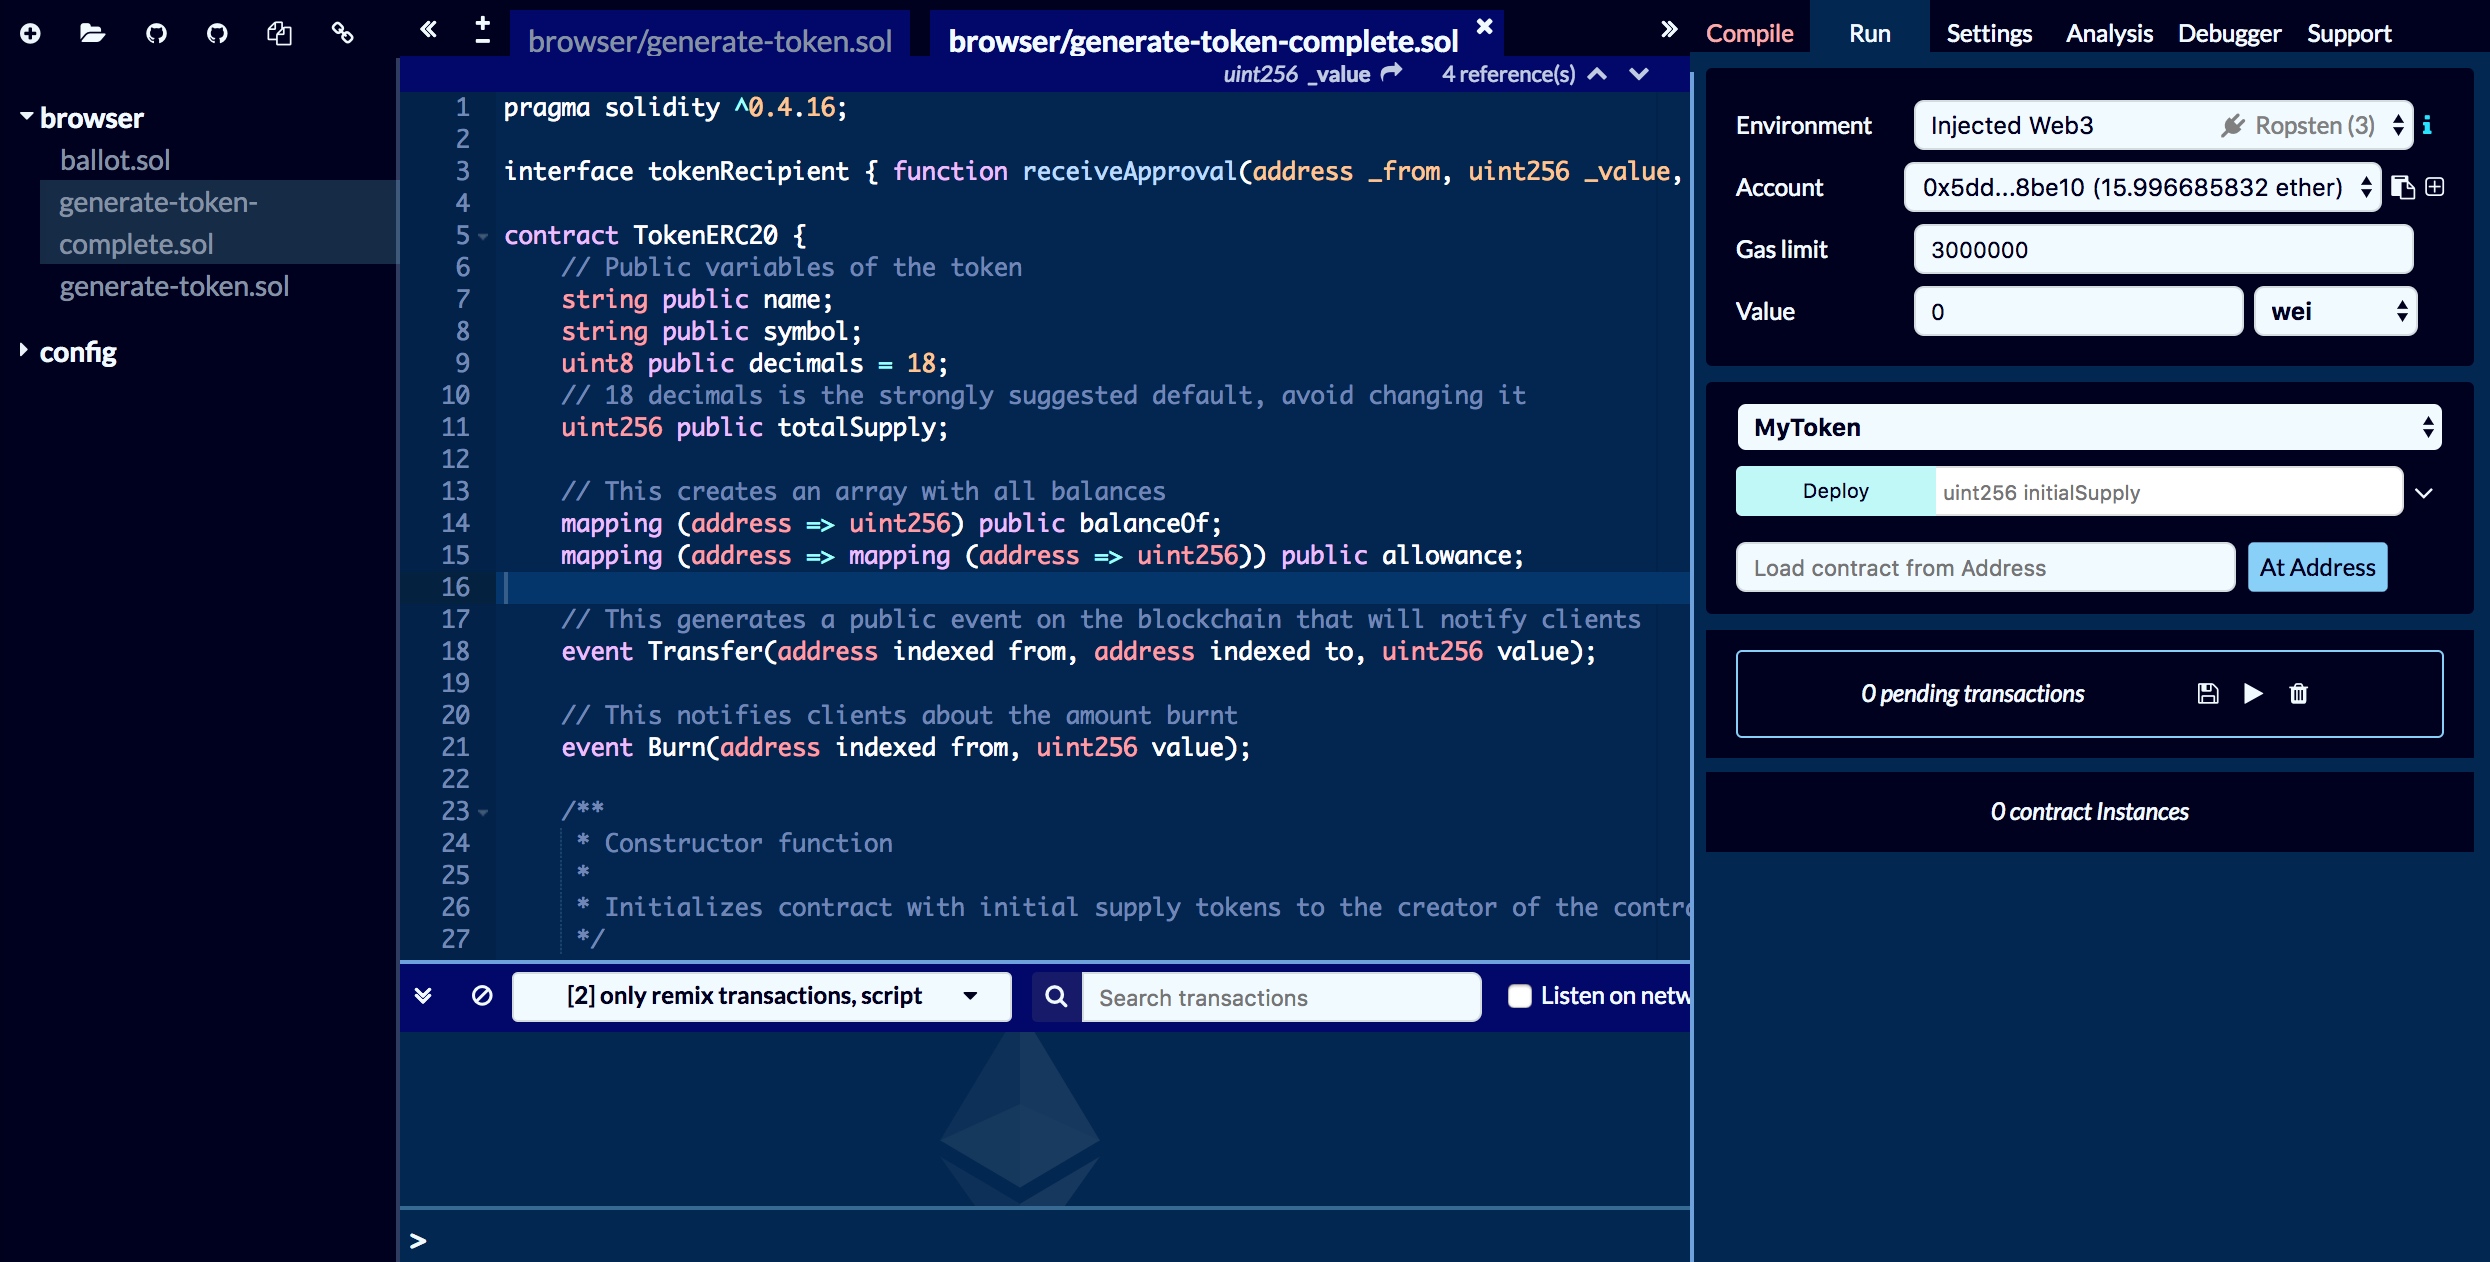 browser/generate-token.sol
browser/generate-token-complete.sol
Compile
Run
Settings
Analysis
Debugger
Support
uint256 _value
4 reference(s)
browser
ballot.sol
generate-token-
complete.sol
generate-token.sol
config
1 pragma solidity ^0.4.16;
2
3 interface tokenRecipient { function receiveApproval(address _from, uint256 _value,
4
5 contract TokenERC20 {
6 // Public variables of the token
7 string public name;
8 string public symbol;
9 uint8 public decimals = 18;
10 // 18 decimals is the strongly suggested default, avoid changing it
11 uint256 public totalSupply;
12
13 // This creates an array with all balances
14 mapping (address => uint256) public balanceOf;
15 mapping (address => mapping (address => uint256)) public allowance;
16
17 // This generates a public event on the blockchain that will notify clients
18 event Transfer(address indexed from, address indexed to, uint256 value);
19
20 // This notifies clients about the amount burnt
21 event Burn(address indexed from, uint256 value);
22
23 /**
24 * Constructor function
25 *
26 * Initializes contract with initial supply tokens to the creator of the contr
27 */
[2] only remix transactions, script
Search transactions
Listen on netw
>
Environment
Injected Web3
Ropsten (3)
Account
0x5dd...8be10 (15.996685832 ether)
Gas limit
3000000
Value
0
wei
MyToken
Deploy
uint256 initialSupply
Load contract from Address
At Address
0 pending transactions
0 contract Instances